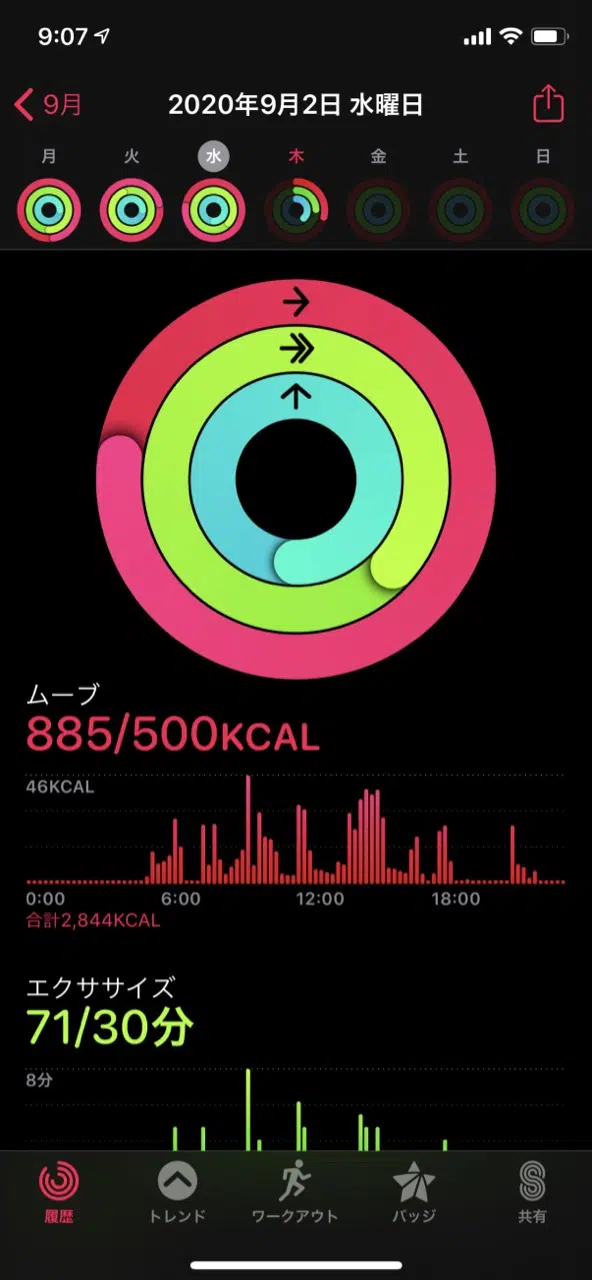 9:07
9月
2020年9月2日 水曜日
月 火 水 木 金 土 日
ムーブ
885/500KCAL
46KCAL
0:00 6:00 12:00 18:00
合計2,844KCAL
エクササイズ
71/30分
8分
履歴 トレンド ワークアウト バッジ 共有